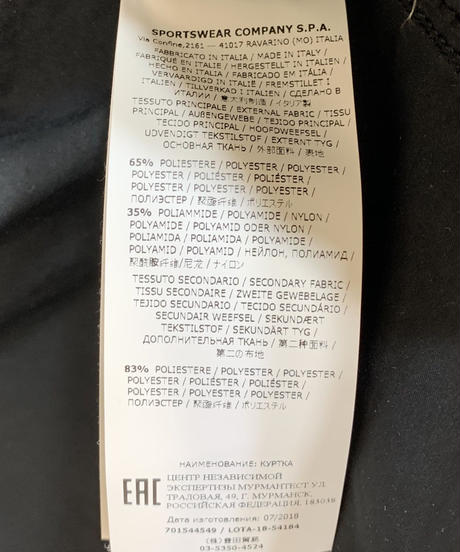 SPORTSWEAR COMPANY S.P.A.
Via Confine,2161 — 41017 RAVARINO (MO) ITALIA
FABBRICATO IN ITALIA / MADE IN ITALY /
FABRIQUÉ EN ITALIE / HERGESTELLT IN ITALIEN /
HECHO EN ITALIA / FABRICADO EM ITÁLIA /
VERVAARDIGD IN ITALIË / FREMSTILLET I
ITALIEN / TILLVERKAD I ITALIEN / СДЕЛАНО В
ИТАЛИИ / 意大利制造 / イタリア製
TESSUTO PRINCIPALE / EXTERNAL FABRIC / TISSU
PRINCIPAL / AUßENGEWEBE / TEJIDO PRINCIPAL /
TECIDO PRINCIPAL / HOOFDWEEFSEL /
UDVENDIGT TEKSTILSTOF / EXTERNT TYG /
ОСНОВНАЯ ТКАНЬ / 外部面料 / 表地
65% POLIESTERE / POLYESTER / POLYESTER /
POLYESTER / POLIÉSTER / POLIÉSTER /
POLYESTER / POLYESTER / POLYESTER /
ПОЛИЭСТЕР / 聚酯纤维 / ポリエステル
35% POLIAMMIDE / POLYAMIDE / NYLON /
POLYAMIDE / POLYAMID ODER NYLON /
POLIAMIDA / POLIAMIDA / POLYAMIDE /
POLYAMID / POLYAMID / НЕЙЛОН, ПОЛИАМИД /
聚酰胺纤维/尼龙 / ナイロン
TESSUTO SECONDARIO / SECONDARY FABRIC /
TISSU SECONDAIRE / ZWEITE GEWEBELAGE /
TEJIDO SECUNDARIO / TECIDO SECUNDÁRIO /
SECUNDAIR WEEFSEL / SEKUNDÆRT
TEKSTILSTOF / SEKUNDÄRT TYG /
ДОПОЛНИТЕЛЬНАЯ ТКАНЬ / 第二种面料 /
第二の布地
83% POLIESTERE / POLYESTER / POLYESTER /
POLYESTER / POLIÉSTER / POLIÉSTER /
POLYESTER / POLYESTER / POLYESTER /
ПОЛИЭСТЕР / 聚酯纤维 / ポリエステル
НАИМЕНОВАНИЕ: КУРТКА
EAC
ЦЕНТР НЕЗАВИСИМОЙ
ЭКСПЕРТИЗЫ МУРМАНТЕСТ УЛ.
ТРАЛОВАЯ, 49, Г. МУРМАНСК,
РОССИЙСКАЯ ФЕДЕРАЦИЯ, 183038
Дата изготовления: 07/2018
701544549 / LOTA-18-54184
(株) 豊田貿易
03-5350-4524